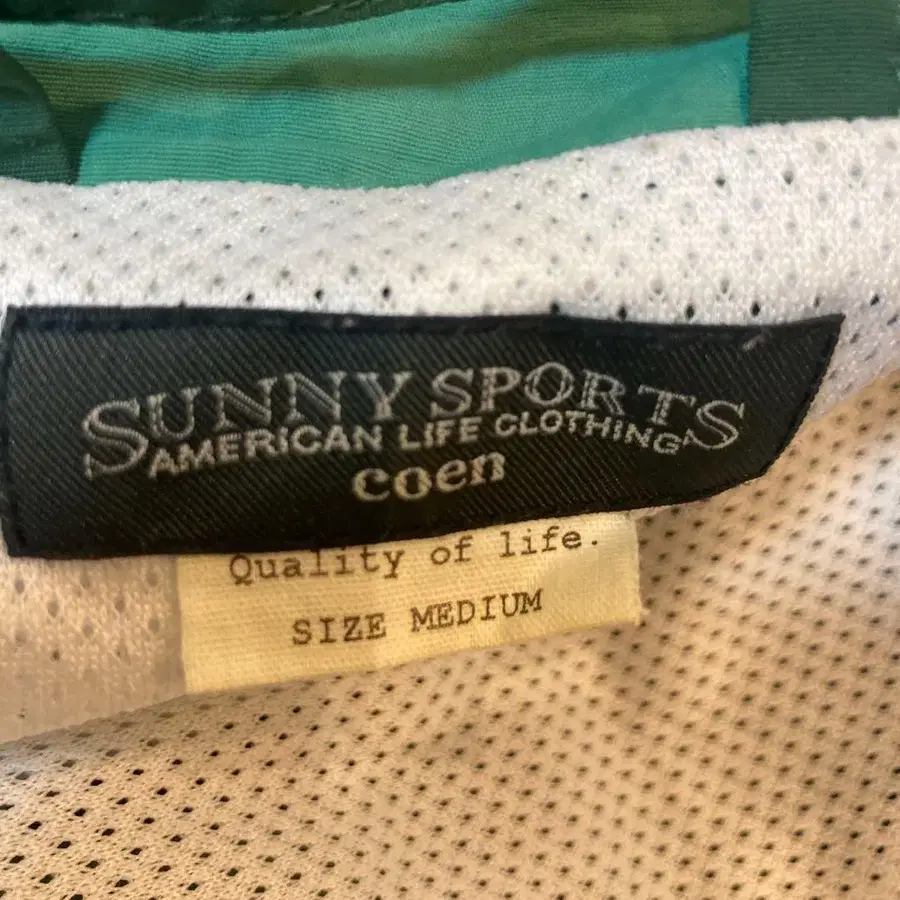 SUNNY SPORTS
AMERICAN LIFE CLOTHING
coen
Quality of life.
SIZE MEDIUM